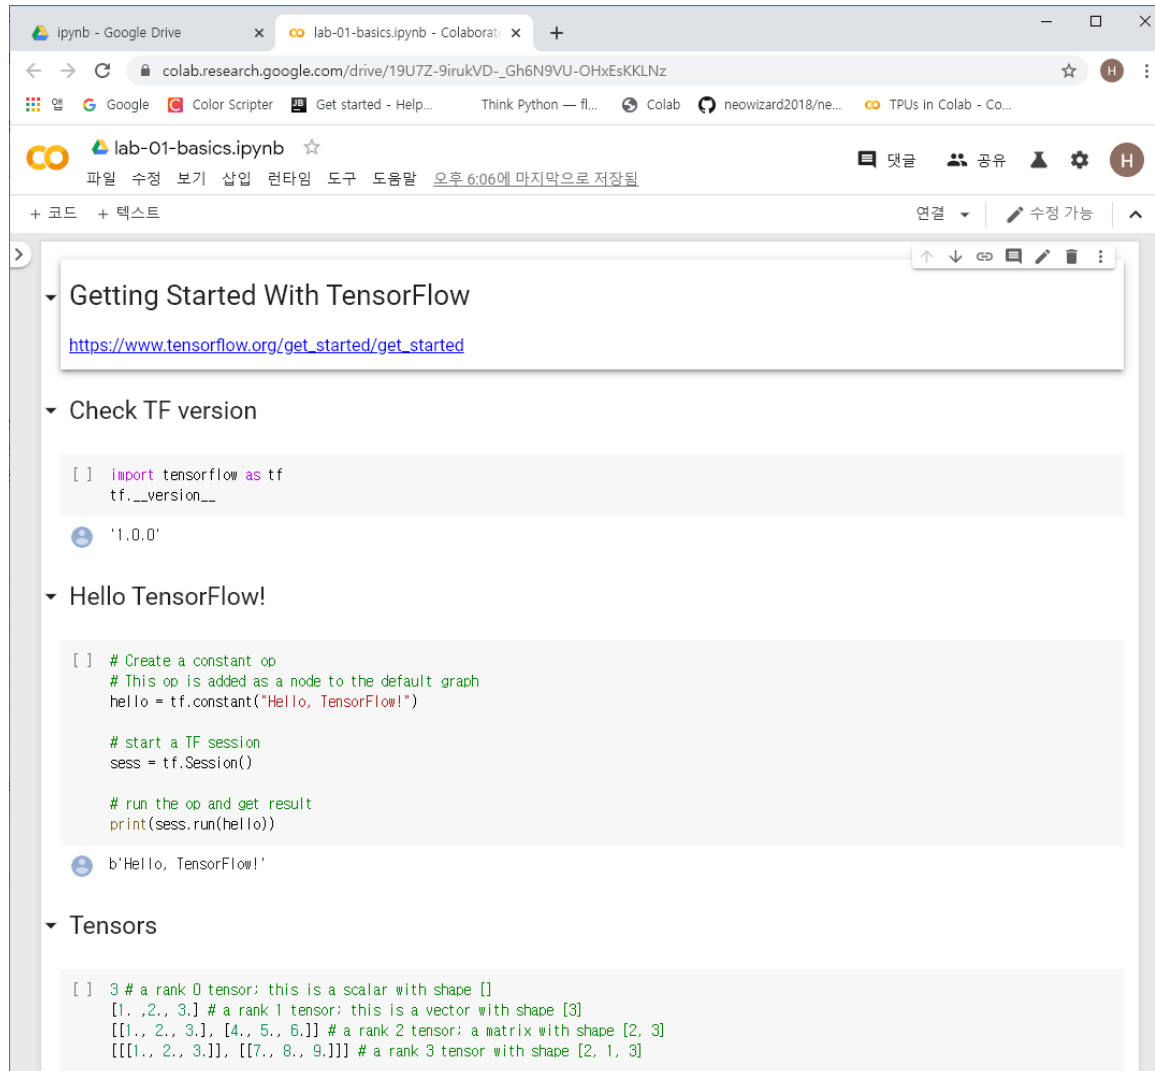 ipynb - Google Drive
lab-01-basics.ipynb - Colaborat
colab.research.google.com/drive/19U7Z-9irukVD-_Gh6N9VU-OHxEsKKLNz
H
앱 Google Color Scripter Get started - Help... Think Python — fl... Colab neowizard2018/ne... TPUs in Colab - Co...
lab-01-basics.ipynb
댓글 공유 H
파일 수정 보기 삽입 런타임 도구 도움말 오후 6:06에 마지막으로 저장됨
+ 코드 + 텍스트 연결 수정 가능
Getting Started With TensorFlow
https://www.tensorflow.org/get_started/get_started
Check TF version
[ ] import tensorflow as tf
tf.__version__
'1.0.0'
Hello TensorFlow!
[ ] # Create a constant op
# This op is added as a node to the default graph
hello = tf.constant("Hello, TensorFlow!")
# start a TF session
sess = tf.Session()
# run the op and get result
print(sess.run(hello))
b'Hello, TensorFlow!'
Tensors
[ ] 3 # a rank 0 tensor; this is a scalar with shape []
[1. ,2., 3.] # a rank 1 tensor; this is a vector with shape [3]
[[1., 2., 3.], [4., 5., 6.]] # a rank 2 tensor; a matrix with shape [2, 3]
[[[1., 2., 3.]], [[7., 8., 9.]]] # a rank 3 tensor with shape [2, 1, 3]